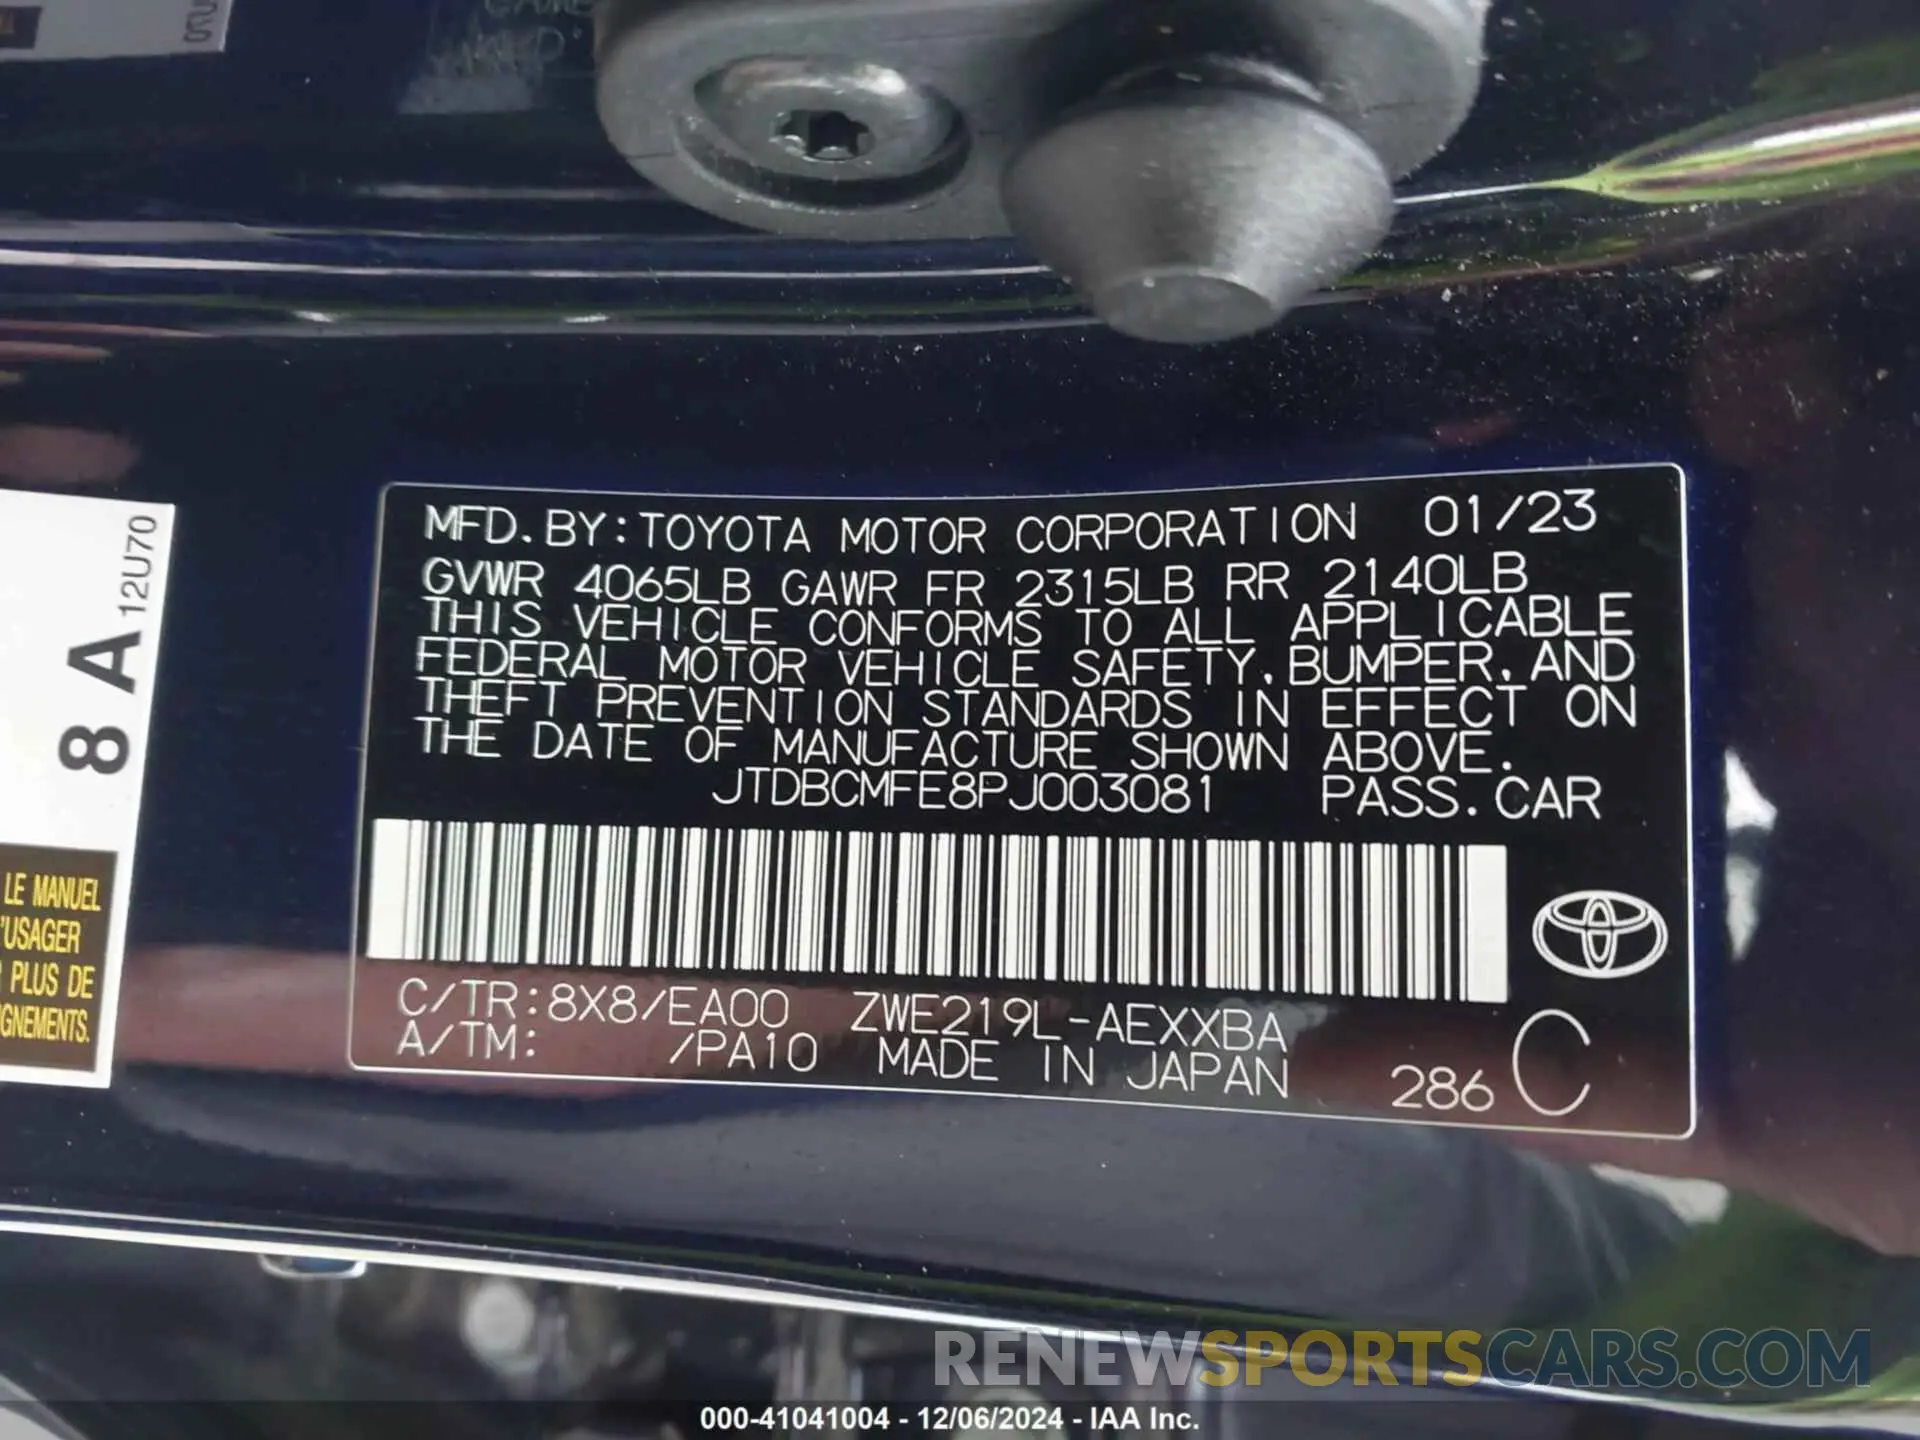 12U70
8 A
LE MANUEL
'USAGER
PLUS DE
GNEMENTS.
MFD. BY: TOYOTA MOTOR CORPORATION 01/23
GVWR 4065LB GAWR FR 2315LB RR 2140LB
THIS VEHICLE CONFORMS TO ALL APPLICABLE
FEDERAL MOTOR VEHICLE SAFETY, BUMPER, AND
THEFT PREVENTION STANDARDS IN EFFECT ON
THE DATE OF MANUFACTURE SHOWN ABOVE.
JTDBCMFE8PJ003081 PASS. CAR
C/TR: 8X8/EA00 ZWE219L-AEXXBA
A/TM: /PA10 MADE IN JAPAN 286 C
RENEWSPORTSCARS.COM
000-41041004 - 12/06/2024 - IAA Inc.